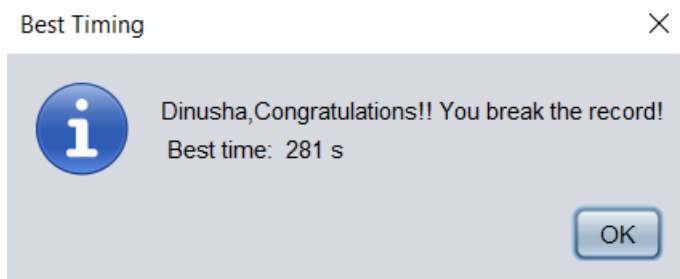 Best Timing
Dinusha,Congratulations!! You break the record!
Best time: 281 s
OK